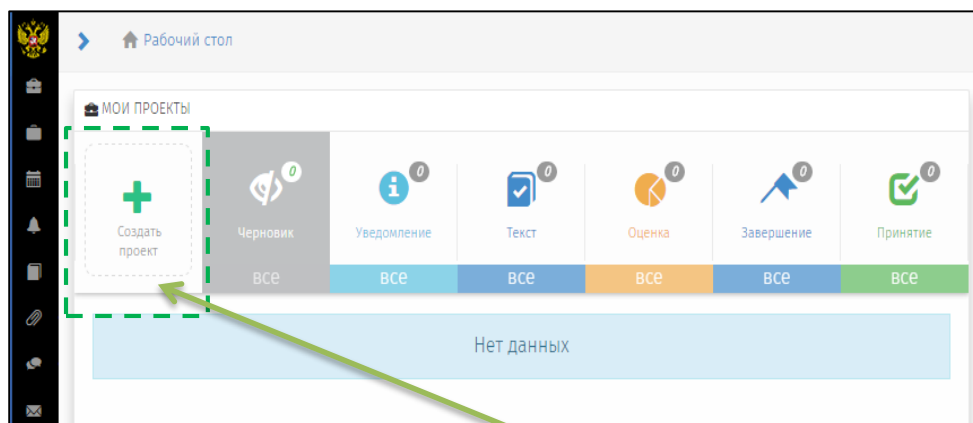 Рабочий стол
МОИ ПРОЕКТЫ
Создать
проект
0
Черновик
все
0
Уведомление
все
0
Текст
все
0
Оценка
все
0
Завершение
все
0
Принятие
все
Нет данных